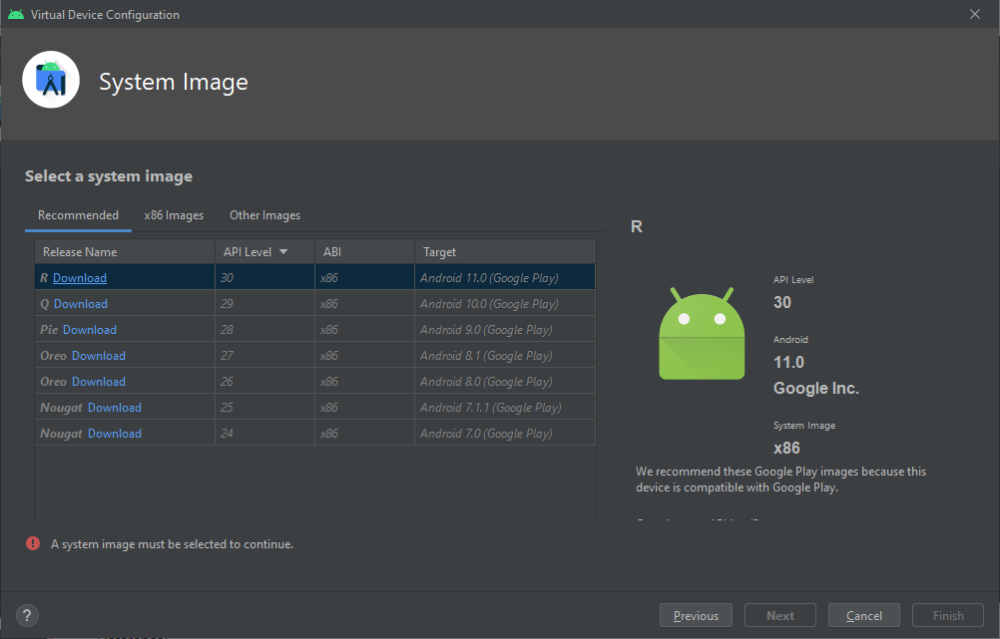 Virtual Device Configuration
System Image
Select a system image
Recommended x86 Images Other Images
Release Name API Level ABI Target
R Download 30 x86 Android 11.0 (Google Play)
Q Download 29 x86 Android 10.0 (Google Play)
Pie Download 28 x86 Android 9.0 (Google Play)
Oreo Download 27 x86 Android 8.1 (Google Play)
Oreo Download 26 x86 Android 8.0 (Google Play)
Nougat Download 25 x86 Android 7.1.1 (Google Play)
Nougat Download 24 x86 Android 7.0 (Google Play)
R
API Level
30
Android
11.0
Google Inc.
System Image
x86
We recommend these Google Play images because this
device is compatible with Google Play.
A system image must be selected to continue.
? Previous Next Cancel Finish